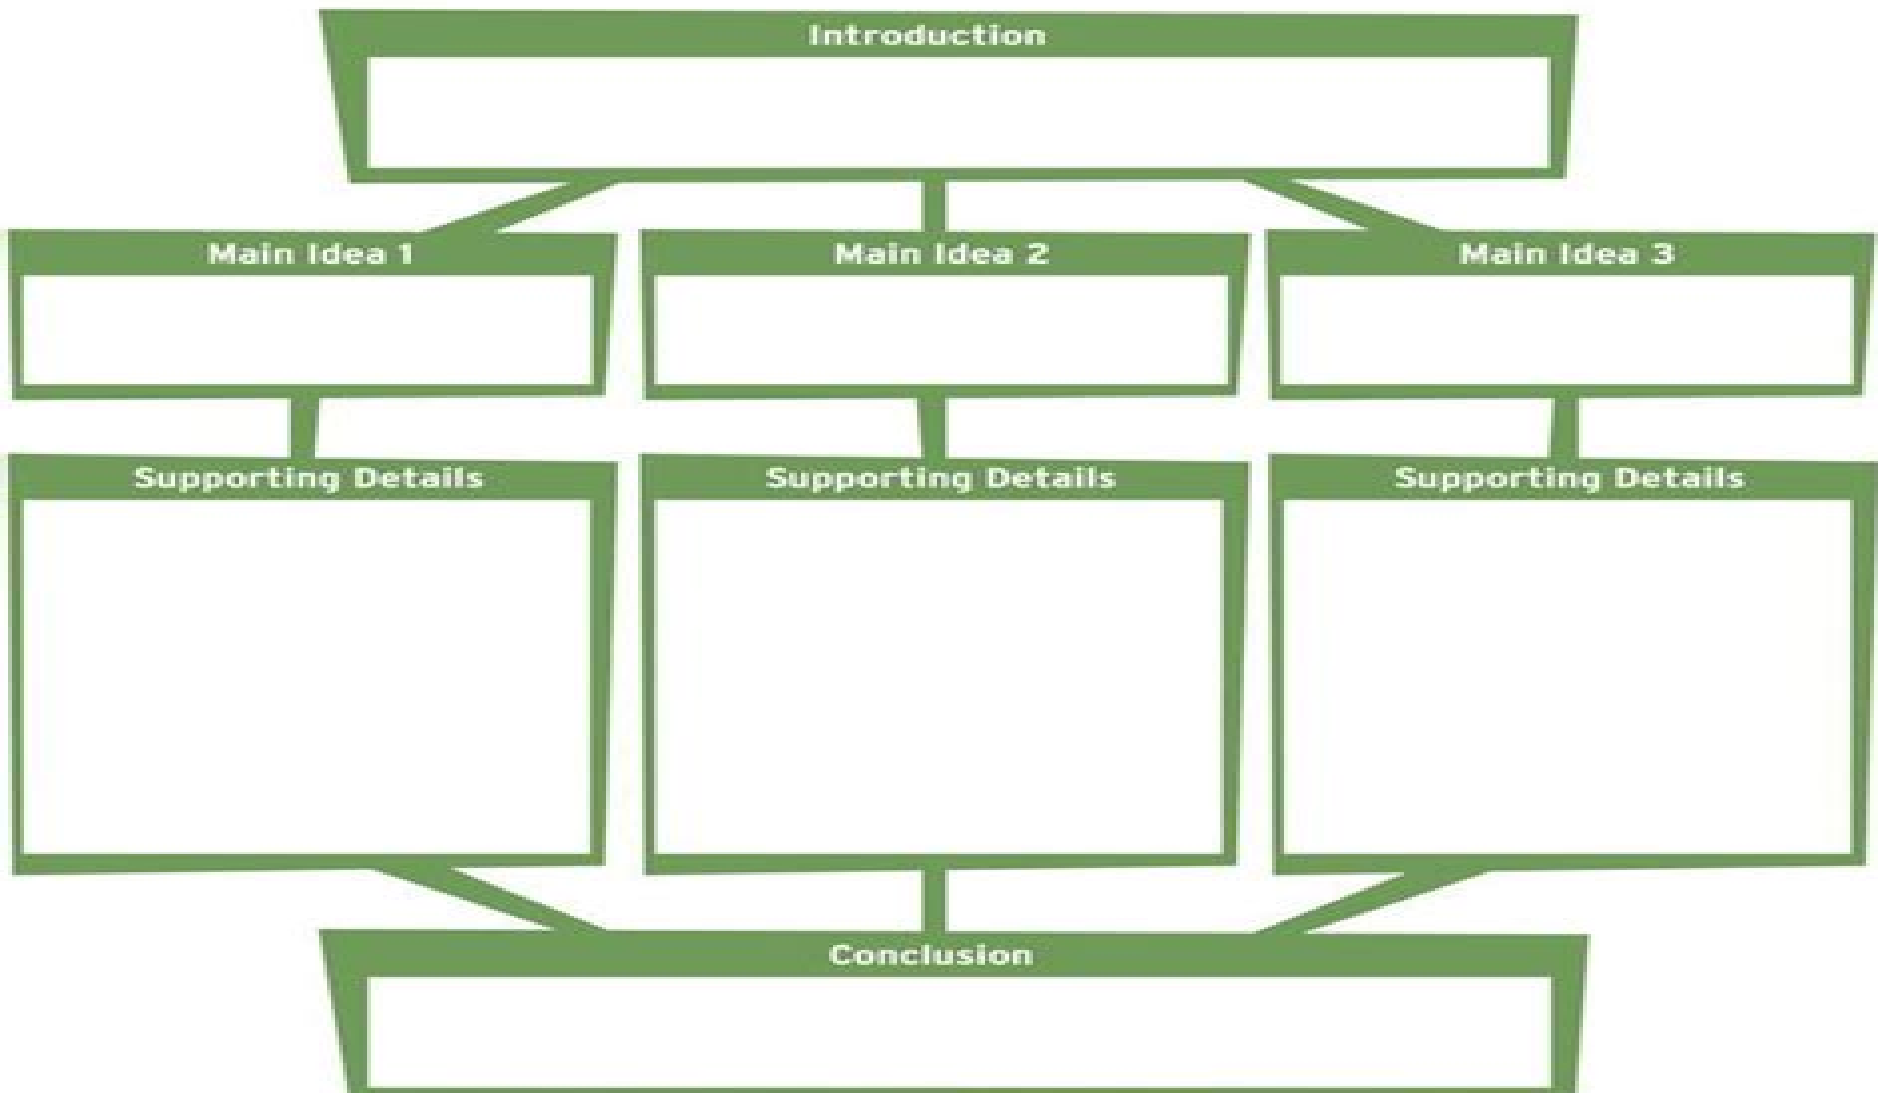 Introduction
Main Idea 1
Main Idea 2
Main Idea 3
Supporting Details
Supporting Details
Supporting Details
Conclusion